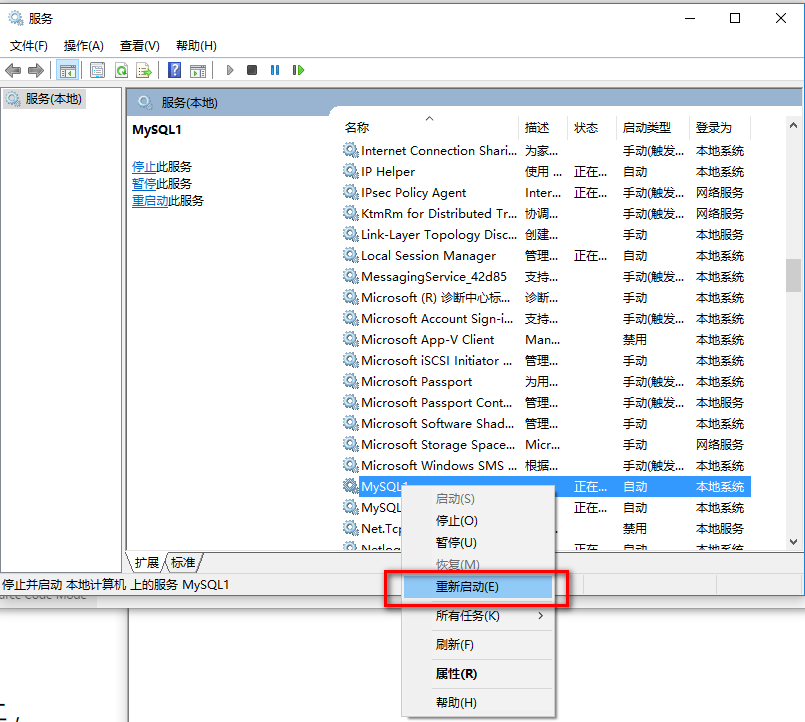 服务
文件(F) 操作(A) 查看(V) 帮助(H)
服务(本地)
服务(本地)
MySQL1
停止此服务
暂停此服务
重启动此服务
名称 描述 状态 启动类型 登录为
Internet Connection Shari... 为家... 手动(触发... 本地系统
IP Helper 使用 ... 正在... 自动 本地系统
IPsec Policy Agent Inter... 正在... 手动(触发... 网络服务
KtmRm for Distributed Tr... 协调... 手动(触发... 网络服务
Link-Layer Topology Disc... 创建... 手动 本地服务
Local Session Manager 管理... 正在... 自动 本地系统
MessagingService_42d85 支持... 手动(触发... 本地系统
Microsoft (R) 诊断中心标... 诊断... 手动 本地系统
Microsoft Account Sign-i... 支持... 手动(触发... 本地系统
Microsoft App-V Client Man... 禁用 本地系统
Microsoft iSCSI Initiator ... 管理... 手动 本地系统
Microsoft Passport 为用... 手动(触发... 本地系统
Microsoft Passport Cont... 管理... 手动(触发... 本地服务
Microsoft Software Shad... 管理... 手动 本地系统
Microsoft Storage Space... Micr... 手动 网络服务
Microsoft Windows SMS ... 根据... 手动(触发... 本地系统
MySQL1 正在... 自动 本地系统
MySQL 正在... 自动 本地系统
Net.Tcp 禁用 本地服务
Netlog 正在... 自动 本地系统
启动(S)
停止(O)
暂停(U)
恢复(M)
重新启动(E)
所有任务(K)
刷新(F)
属性(R)
帮助(H)
扩展 标准
停止并启动 本地计算机 上的服务 MySQL1
Source Code Mode